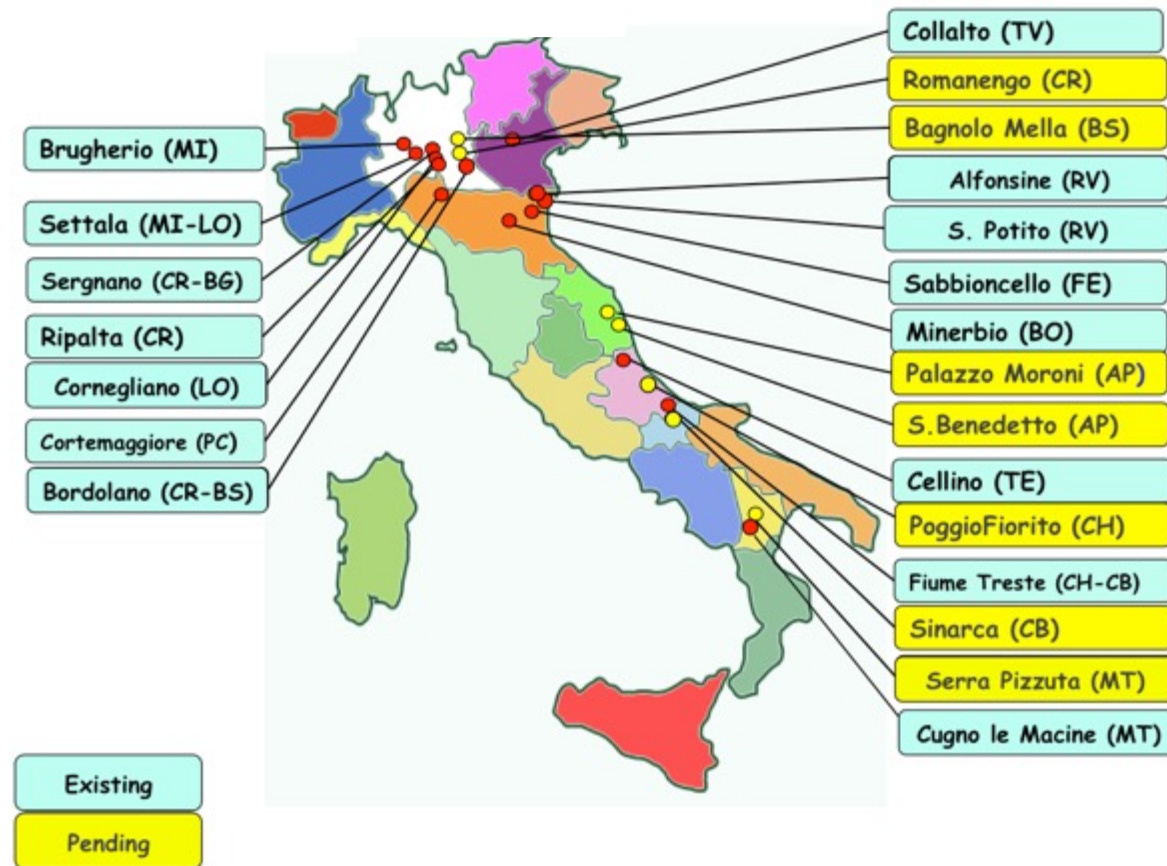 Collalto (TV)
Romanengo (CR)
Bagnolo Mella (BS)
Alfonsine (RV)
S. Potito (RV)
Sabbioncello (FE)
Minerbio (BO)
Palazzo Moroni (AP)
S.Benedetto (AP)
Cellino (TE)
PoggioFiorito (CH)
Fiume Treste (CH-CB)
Sinarca (CB)
Serra Pizzuta (MT)
Cugno le Macine (MT)
Brugherio (MI)
Settala (MI-LO)
Sergnano (CR-BG)
Ripalta (CR)
Cornegliano (LO)
Cortemaggiore (PC)
Bordolano (CR-BS)
Existing
Pending